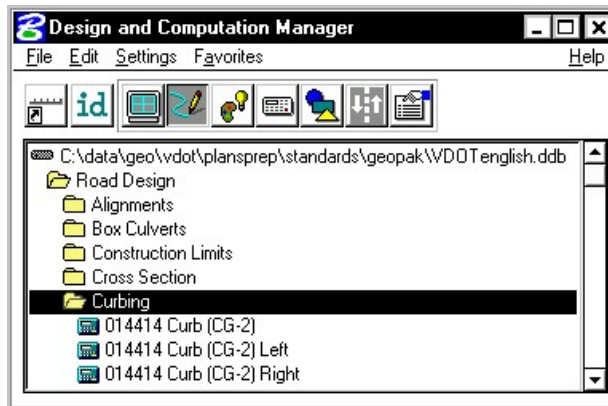 Design and Computation Manager
File Edit Settings Favorites Help
id
C:\data\geo\vdot\plansprep\standards\geopak\VDOTenglish.ddb
Road Design
Alignments
Box Culverts
Construction Limits
Cross Section
Curbing
014414 Curb (CG-2)
014414 Curb (CG-2) Left
014414 Curb (CG-2) Right